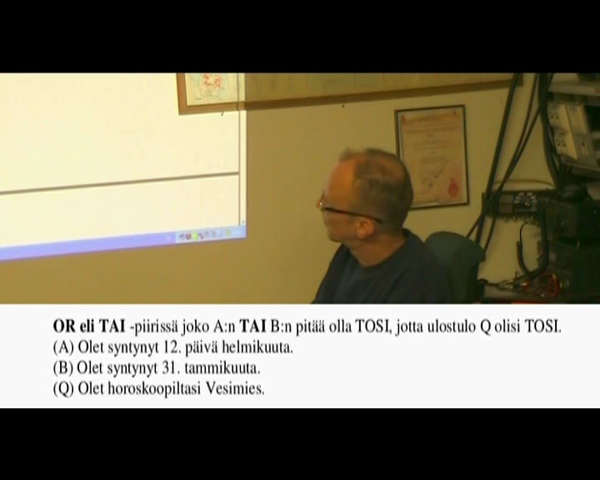 OR eli TAI -piirissä joko A:n TAI B:n pitää olla TOSI, jotta ulostulo Q olisi TOSI.
(A) Olet syntynyt 12. päivä helmikuuta.
(B) Olet syntynyt 31. tammikuuta.
(Q) Olet horoskoopiltasi Vesimies.